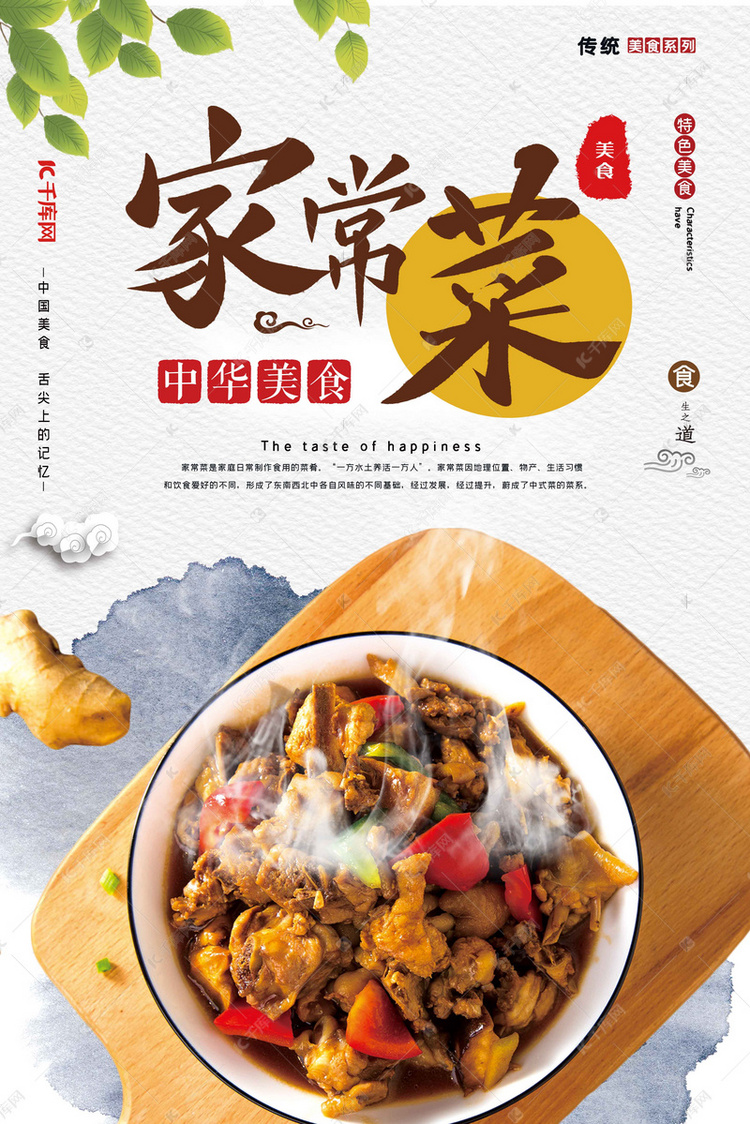 传统 美食系列
家常菜
美食
特色美食
Characteristics
have
千库网
—中国美食 舌尖上的记忆—
中华美食
食
生之
道
The taste of happiness
家常菜是家庭日常制作食用的菜肴。“一方水土养活一方人”，家常菜因地理位置、物产、生活习惯
和饮食爱好的不同，形成了东南西北中各自风味的不同基础，经过发展，经过提升，蔚成了中式菜的菜系。